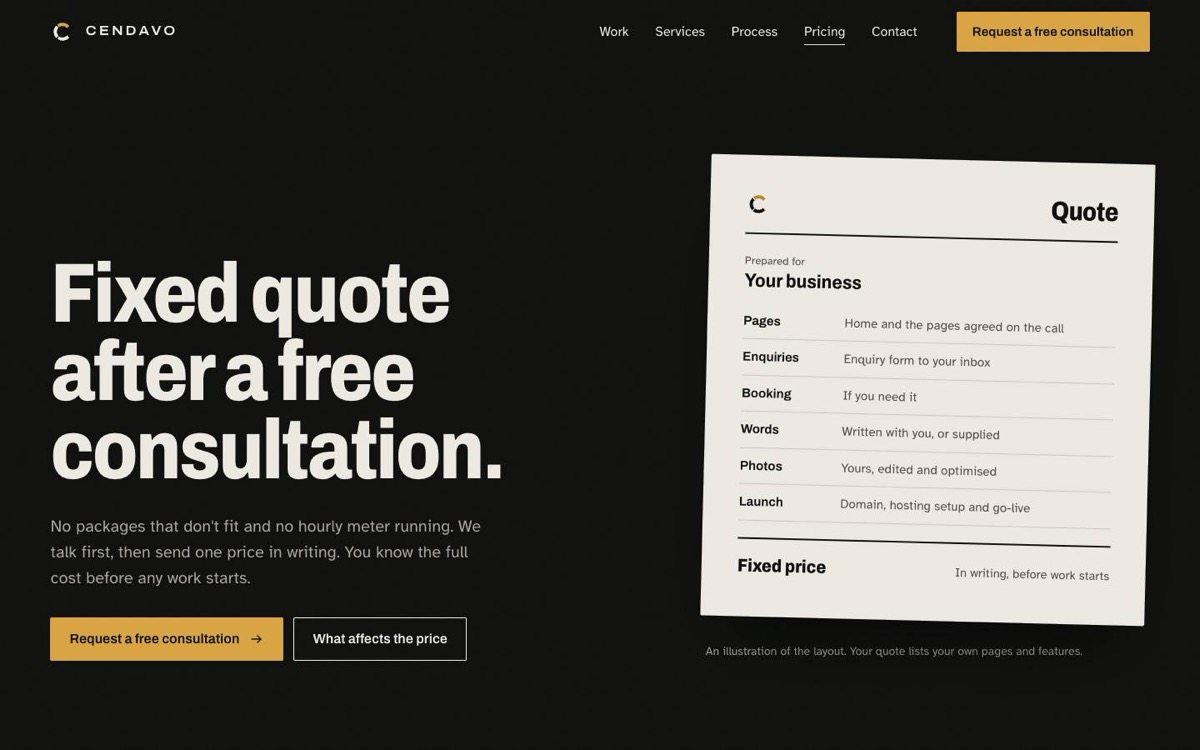 CENDAVO
Work
Services
Process
Pricing
Contact
Request a free consultation
Fixed quote
after a free
consultation.
No packages that don't fit and no hourly meter running. We
talk first, then send one price in writing. You know the full
cost before any work starts.
Request a free consultation →
What affects the price
Quote
Prepared for
Your business
Pages Home and the pages agreed on the call
Enquiries Enquiry form to your inbox
Booking If you need it
Words Written with you, or supplied
Photos Yours, edited and optimised
Launch Domain, hosting setup and go-live
Fixed price In writing, before work starts
An illustration of the layout. Your quote lists your own pages and features.